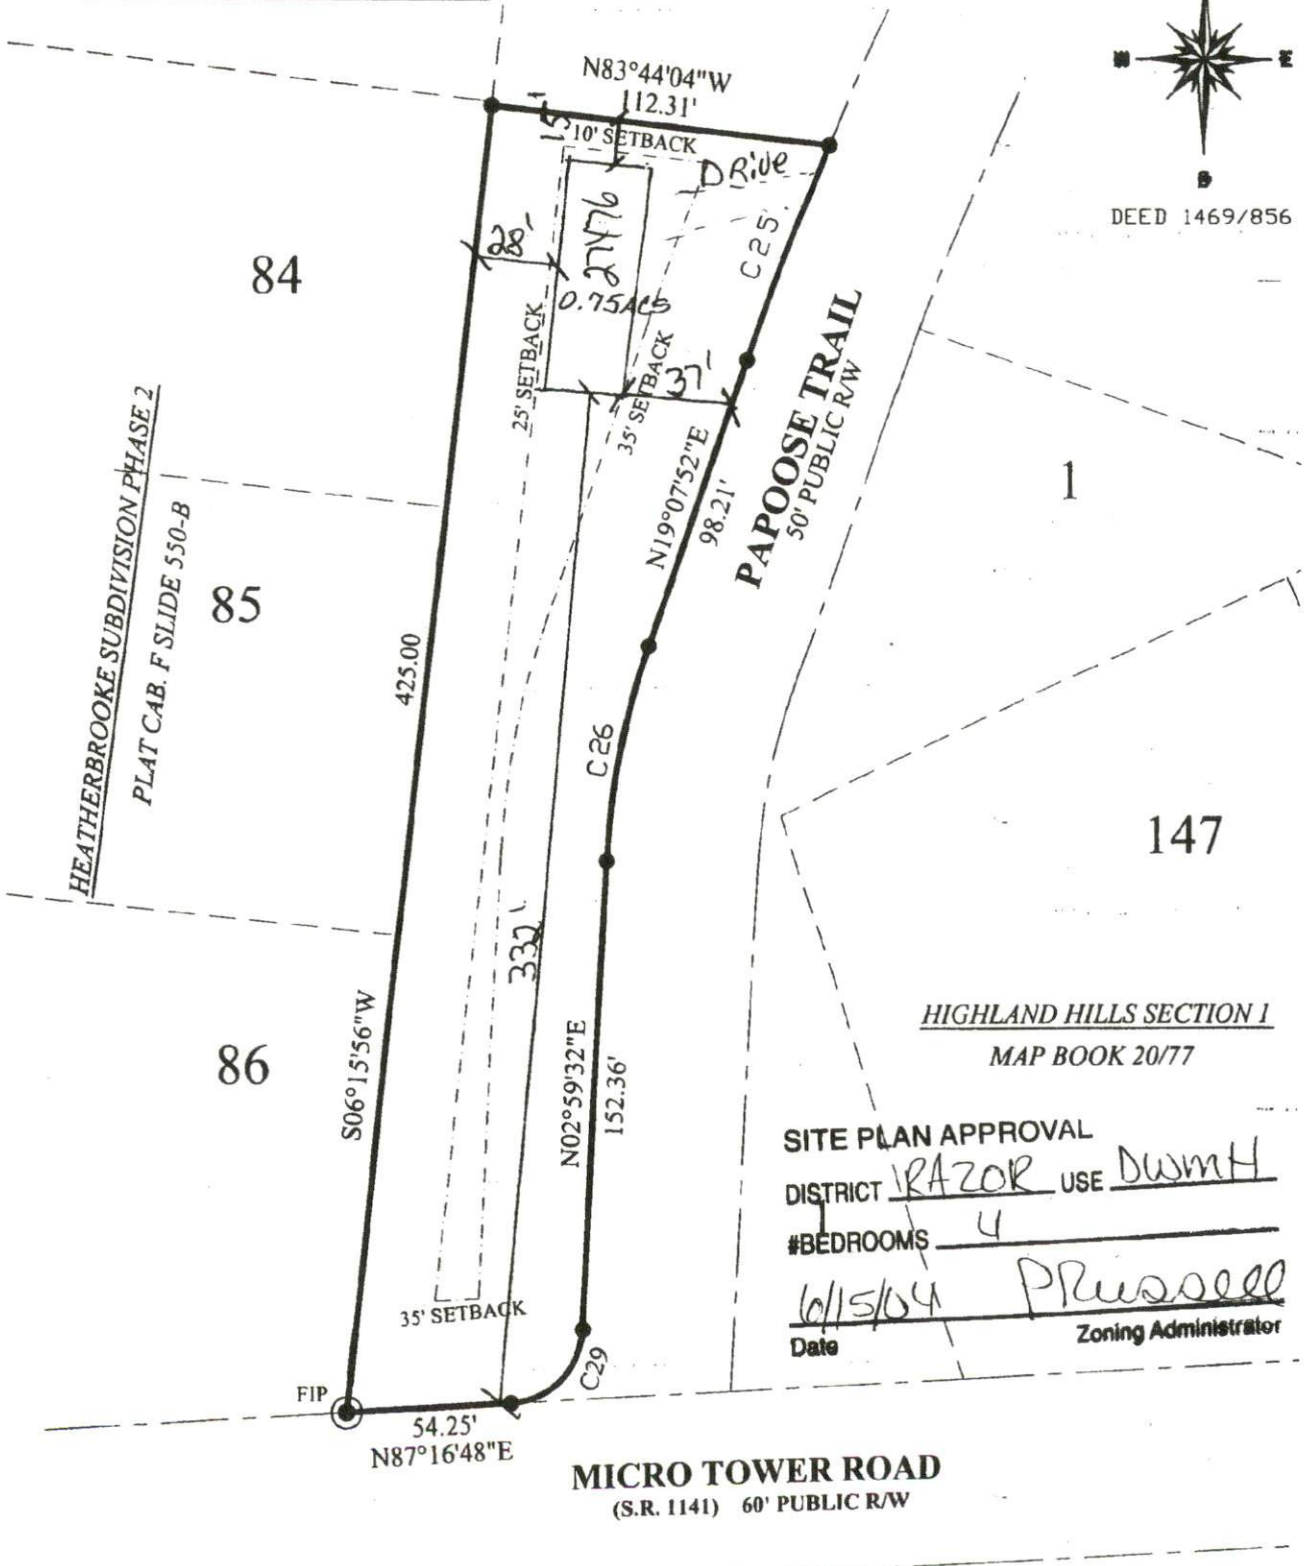 N83°44'04"W
112.31'
15'
10' SETBACK
DRive
W
E
S
DEED 1469/856
28'
27X76
0.75ACS
C25
84
25' SETBACK
35' SETBACK
37'
PAPOOSE TRAIL
50' PUBLIC R/W
N19°07'52"E
98.21'
1
HEATHERBROOKE SUBDIVISION PHASE 2
PLAT CAB. F SLIDE 550-B
85
425.00
C26
147
332'
S06°15'56"W
86
N02°59'32"E
152.36'
HIGHLAND HILLS SECTION 1
MAP BOOK 20/77
SITE PLAN APPROVAL
DISTRICT RA20R USE DWMH
#BEDROOMS 4
6/15/04 PRussell
Date Zoning Administrator
35' SETBACK
C29
FIP
54.25'
N87°16'48"E
MICRO TOWER ROAD
(S.R. 1141) 60' PUBLIC R/W